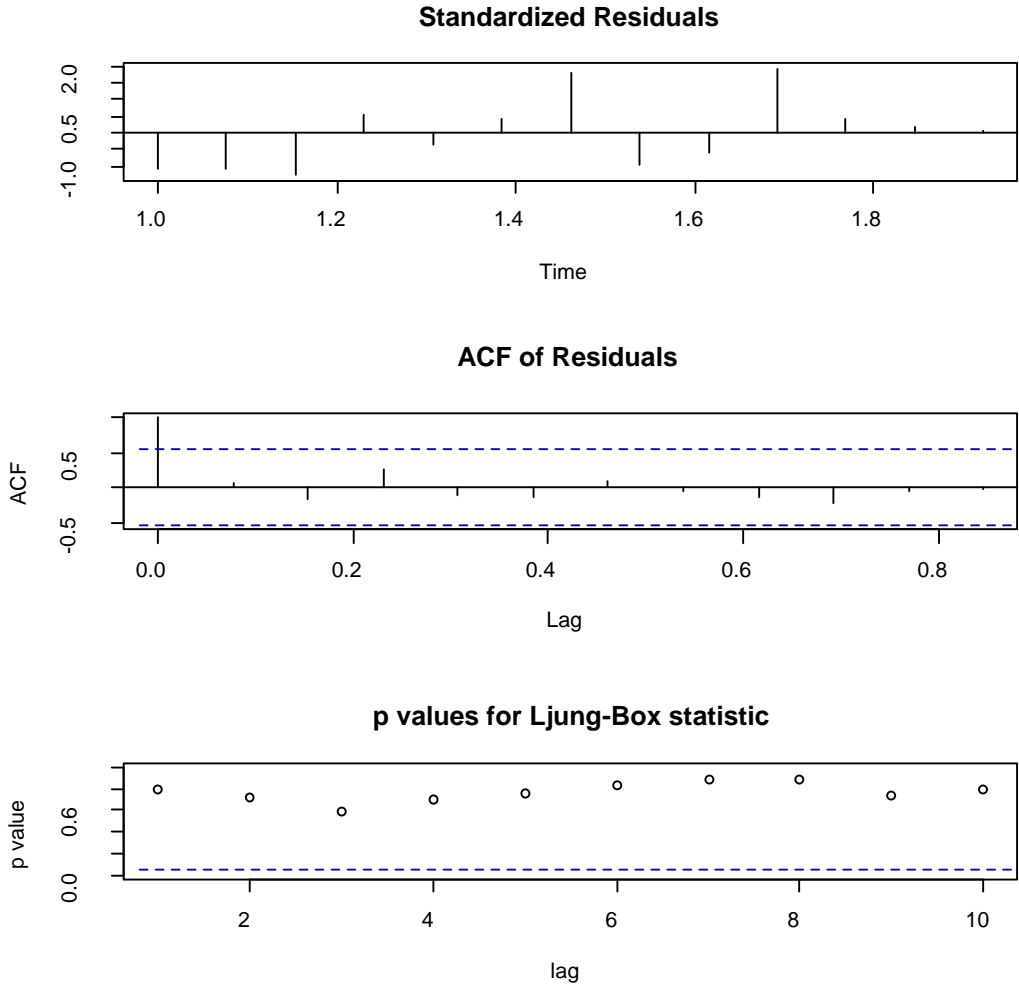 Standardized Residuals
2.0
0.5
-1.0
1.0 1.2 1.4 1.6 1.8
Time
ACF of Residuals
ACF
0.5
-0.5
0.0 0.2 0.4 0.6 0.8
Lag
p values for Ljung-Box statistic
p value
0.6
0.0
2 4 6 8 10
lag